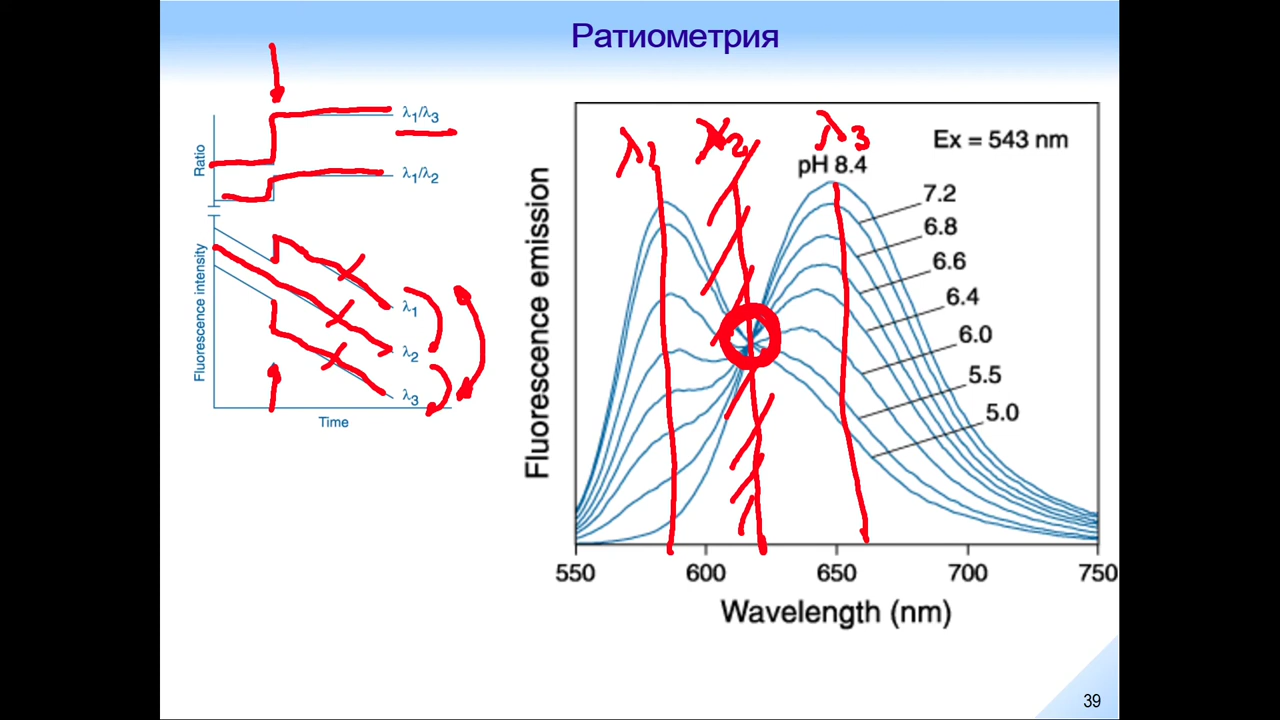 Ратиометрия
Ratio
λ₁/λ₃
λ₁/λ₂
Fluorescence intensity
λ₁
λ₂
λ₃
Time
λ1
λ2
λ3
Ex = 543 nm
pH 8.4
7.2
6.8
6.6
6.4
6.0
5.5
5.0
Fluorescence emission
550 600 650 700 750
Wavelength (nm)
39